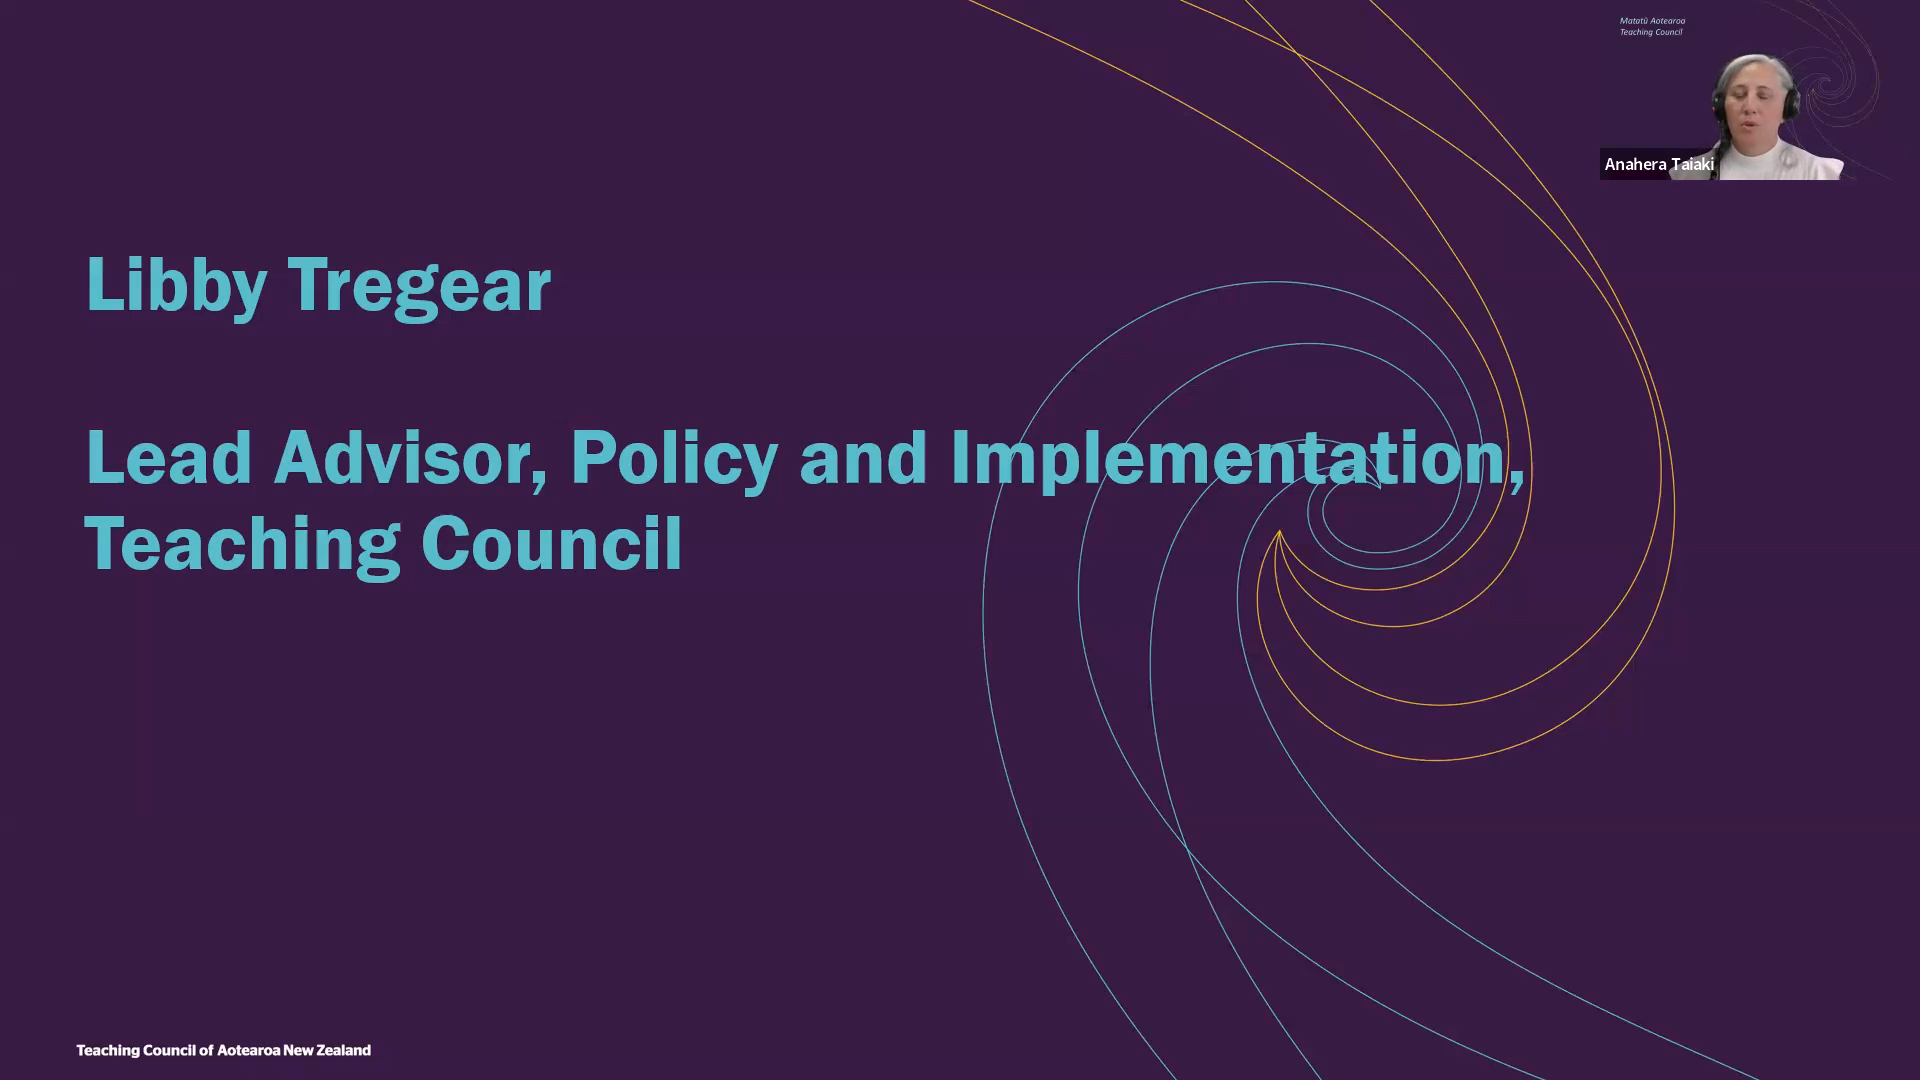 Matatū Aotearoa
Teaching Council
Anahera Taiaki
Libby Tregear
Lead Advisor, Policy and Implementation,
Teaching Council
Teaching Council of Aotearoa New Zealand